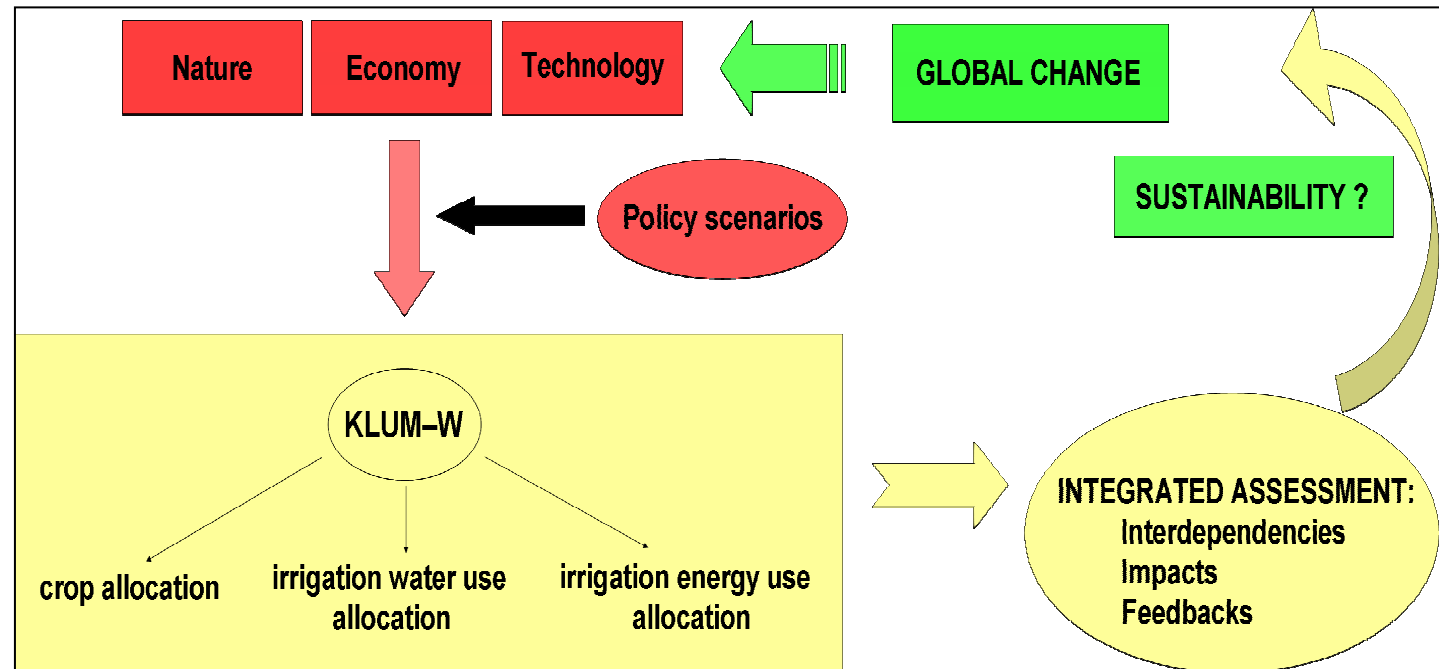 Nature
Economy
Technology
GLOBAL CHANGE
SUSTAINABILITY ?
Policy scenarios
KLUM–W
crop allocation
irrigation water use
allocation
irrigation energy use
allocation
INTEGRATED ASSESSMENT:
Interdependencies
Impacts
Feedbacks